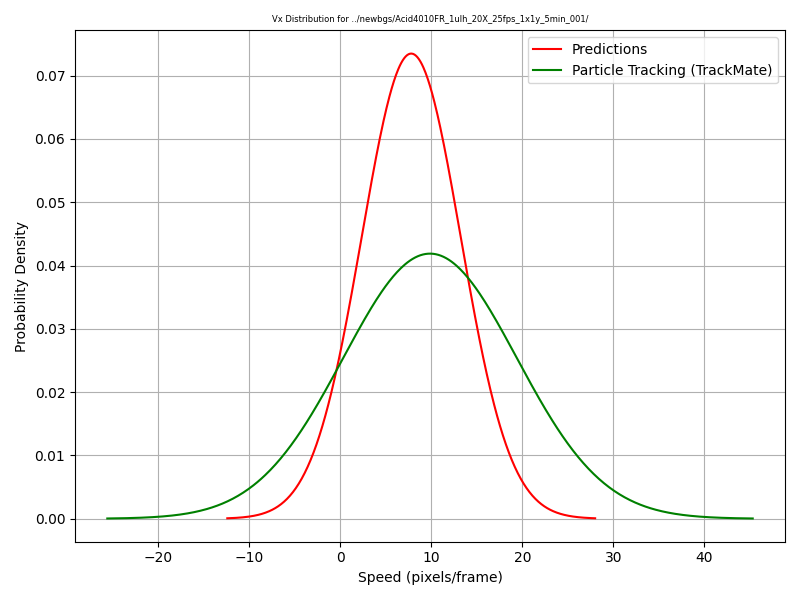 Vx Distribution for ../newbgs/Acid4010FR_1ulh_20X_25fps_1x1y_5min_001/
Predictions
Particle Tracking (TrackMate)
Probability Density
0.07
0.06
0.05
0.04
0.03
0.02
0.01
0.00
−20 −10 0 10 20 30 40
Speed (pixels/frame)